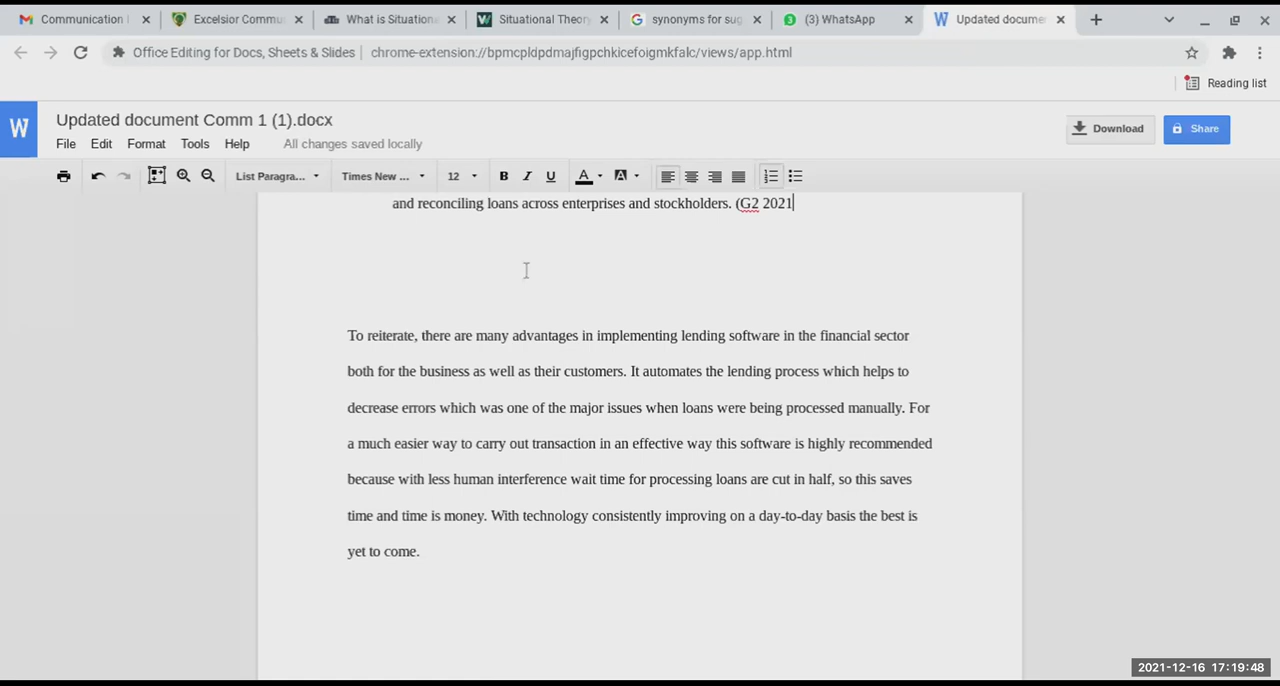 Communication
Excelsior Commu
What is Situationa
Situational Theory
synonyms for sug
(3) WhatsApp
Updated docume
Office Editing for Docs, Sheets & Slides
chrome-extension://bpmcpldpdmajfigpchkicefoigmkfalc/views/app.html
Reading list
W
Updated document Comm 1 (1).docx
Download
Share
File Edit Format Tools Help All changes saved locally
List Paragra... Times New ... 12 B I U A A
and reconciling loans across enterprises and stockholders. (G2 2021
To reiterate, there are many advantages in implementing lending software in the financial sector
both for the business as well as their customers. It automates the lending process which helps to
decrease errors which was one of the major issues when loans were being processed manually. For
a much easier way to carry out transaction in an effective way this software is highly recommended
because with less human interference wait time for processing loans are cut in half, so this saves
time and time is money. With technology consistently improving on a day-to-day basis the best is
yet to come.
2021-12-16 17:19:48